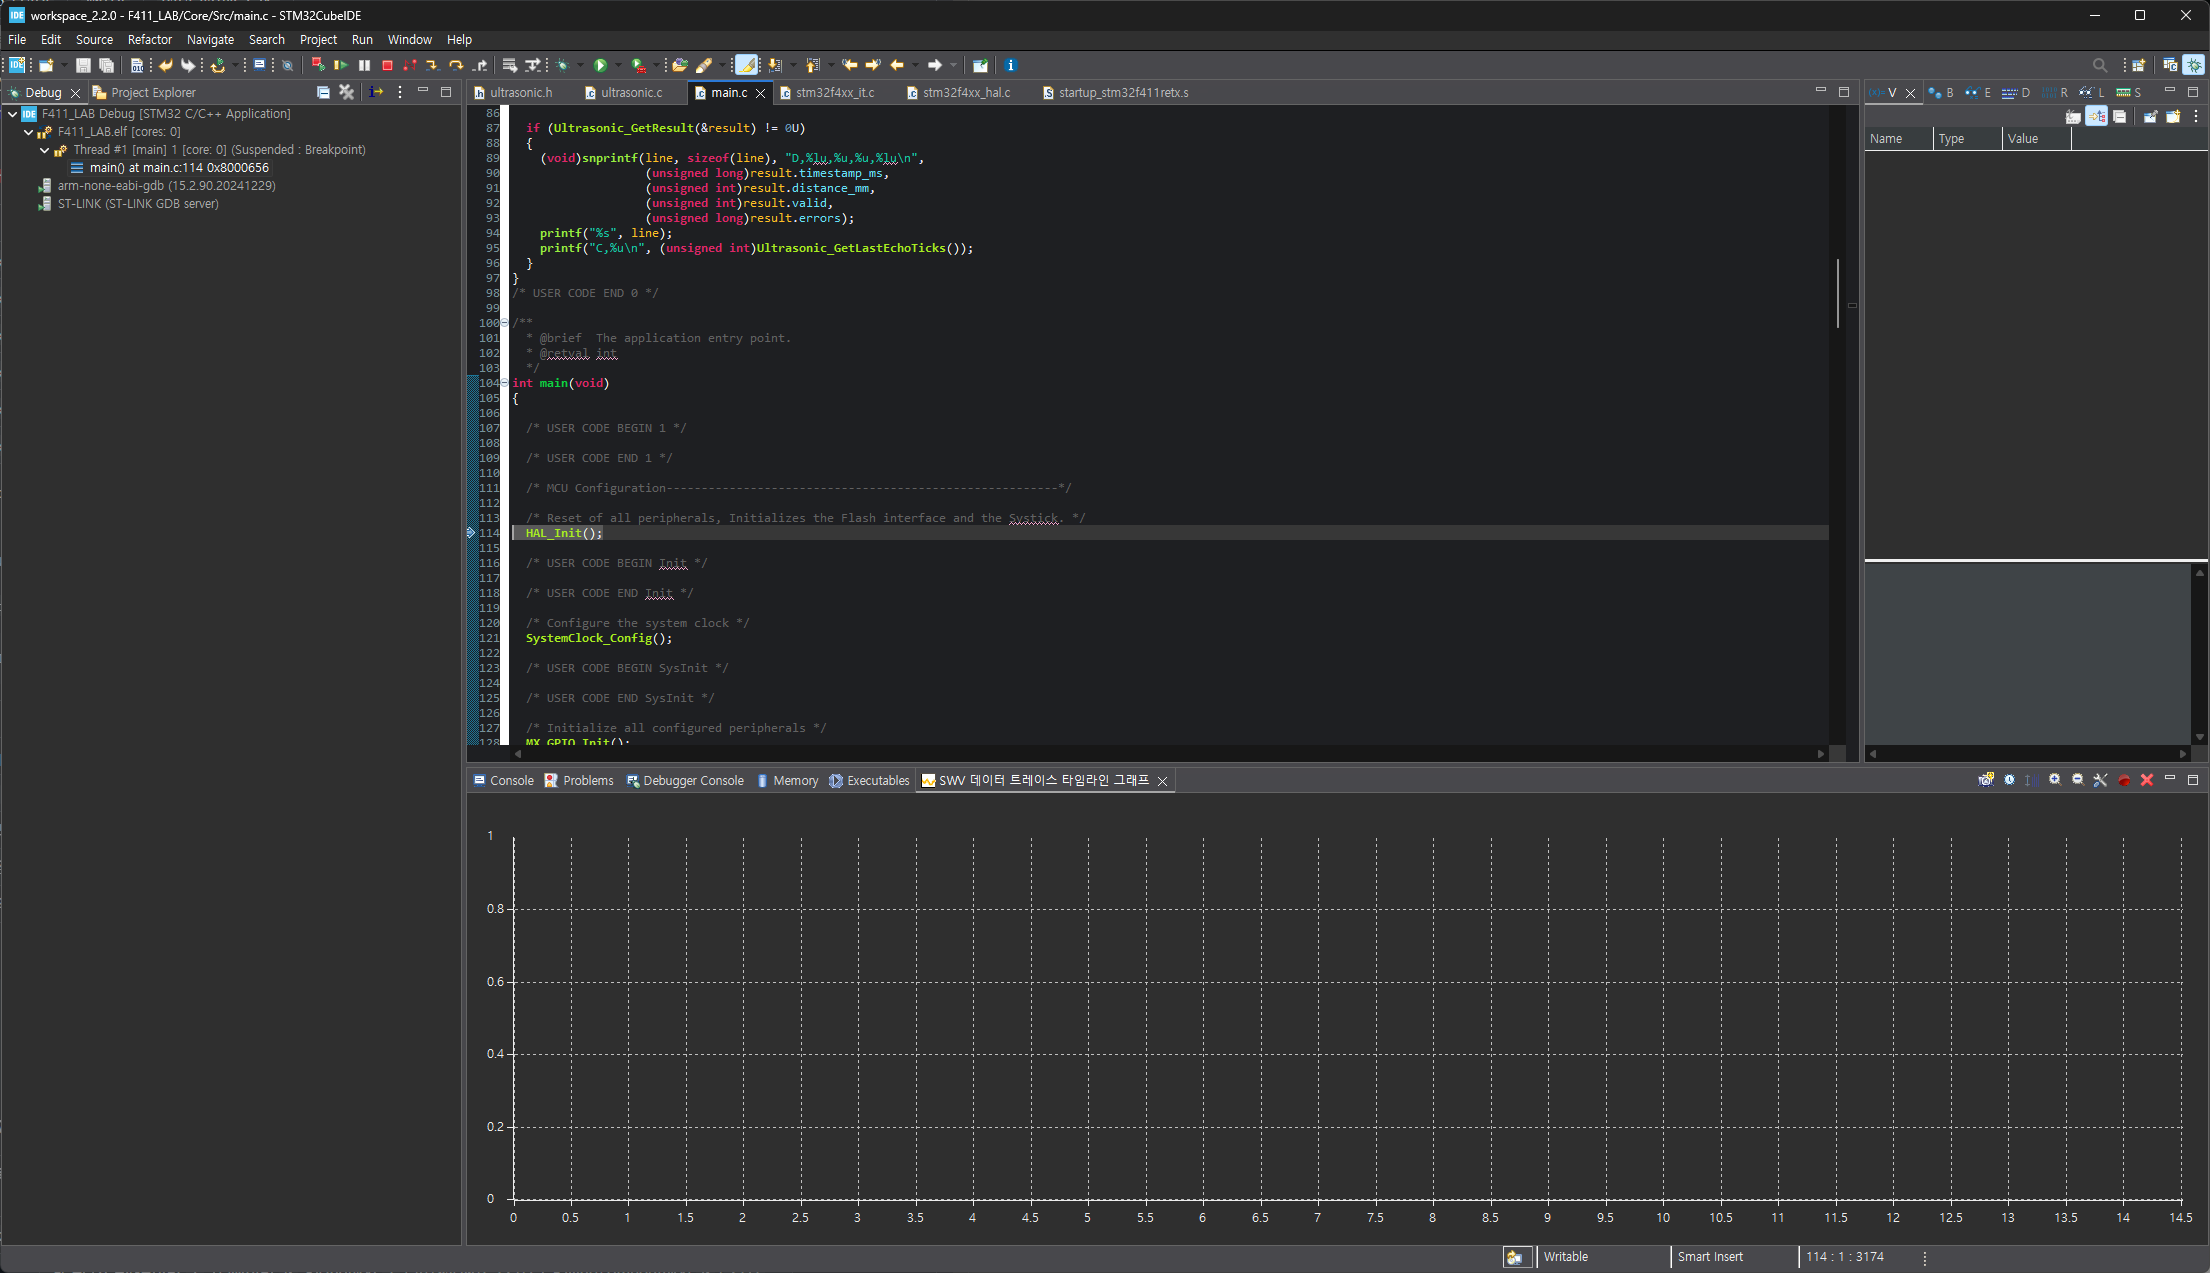 workspace_2.2.0 - F411_LAB/Core/Src/main.c - STM32CubeIDE
File Edit Source Refactor Navigate Search Project Run Window Help
Debug Project Explorer
F411_LAB Debug [STM32 C/C++ Application]
F411_LAB.elf [cores: 0]
Thread #1 [main] 1 [core: 0] (Suspended : Breakpoint)
main() at main.c:114 0x8000656
arm-none-eabi-gdb (15.2.90.20241229)
ST-LINK (ST-LINK GDB server)
ultrasonic.h ultrasonic.c main.c stm32f4xx_it.c stm32f4xx_hal.c startup_stm32f411retx.s
86
87 if (Ultrasonic_GetResult(&result) != 0U)
88 {
89 (void)snprintf(line, sizeof(line), "D,%lu,%u,%u,%lu\n",
90 (unsigned long)result.timestamp_ms,
91 (unsigned int)result.distance_mm,
92 (unsigned int)result.valid,
93 (unsigned long)result.errors);
94 printf("%s", line);
95 printf("C,%u\n", (unsigned int)Ultrasonic_GetLastEchoTicks());
96 }
97 }
98 /* USER CODE END 0 */
99
100 /**
101 * @brief The application entry point.
102 * @retval int
103 */
104 int main(void)
105 {
106
107 /* USER CODE BEGIN 1 */
108
109 /* USER CODE END 1 */
110
111 /* MCU Configuration--------------------------------------------------------*/
112
113 /* Reset of all peripherals, Initializes the Flash interface and the Systick. */
114 HAL_Init();
115
116 /* USER CODE BEGIN Init */
117
118 /* USER CODE END Init */
119
120 /* Configure the system clock */
121 SystemClock_Config();
122
123 /* USER CODE BEGIN SysInit */
124
125 /* USER CODE END SysInit */
126
127 /* Initialize all configured peripherals */
128 MX_GPIO_Init();
V B E D R L S
Name Type Value
Console Problems Debugger Console Memory Executables SWV 데이터 트레이스 타임라인 그래프
1
0.8
0.6
0.4
0.2
0
0 0.5 1 1.5 2 2.5 3 3.5 4 4.5 5 5.5 6 6.5 7 7.5 8 8.5 9 9.5 10 10.5 11 11.5 12 12.5 13 13.5 14 14.5
Writable Smart Insert 114 : 1 : 3174